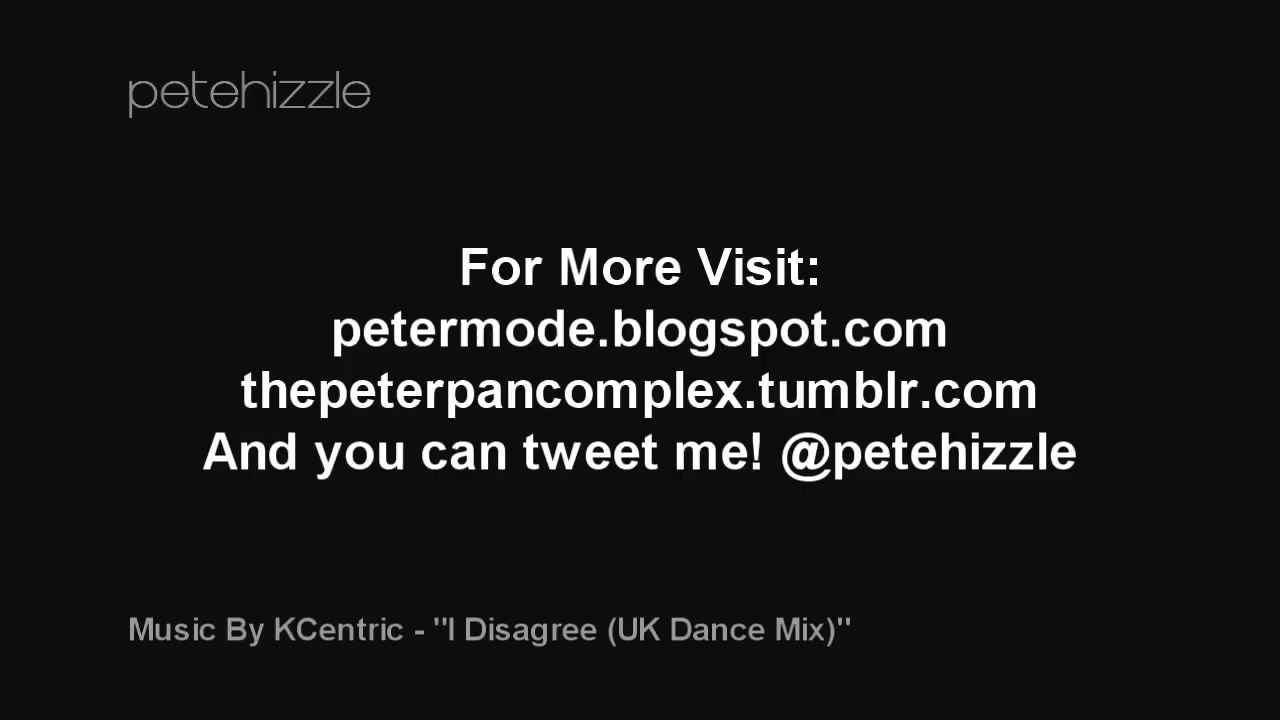 petehizzle
For More Visit:
petermode.blogspot.com
thepeterpancomplex.tumblr.com
And you can tweet me! @petehizzle
Music By KCentric - "I Disagree (UK Dance Mix)"